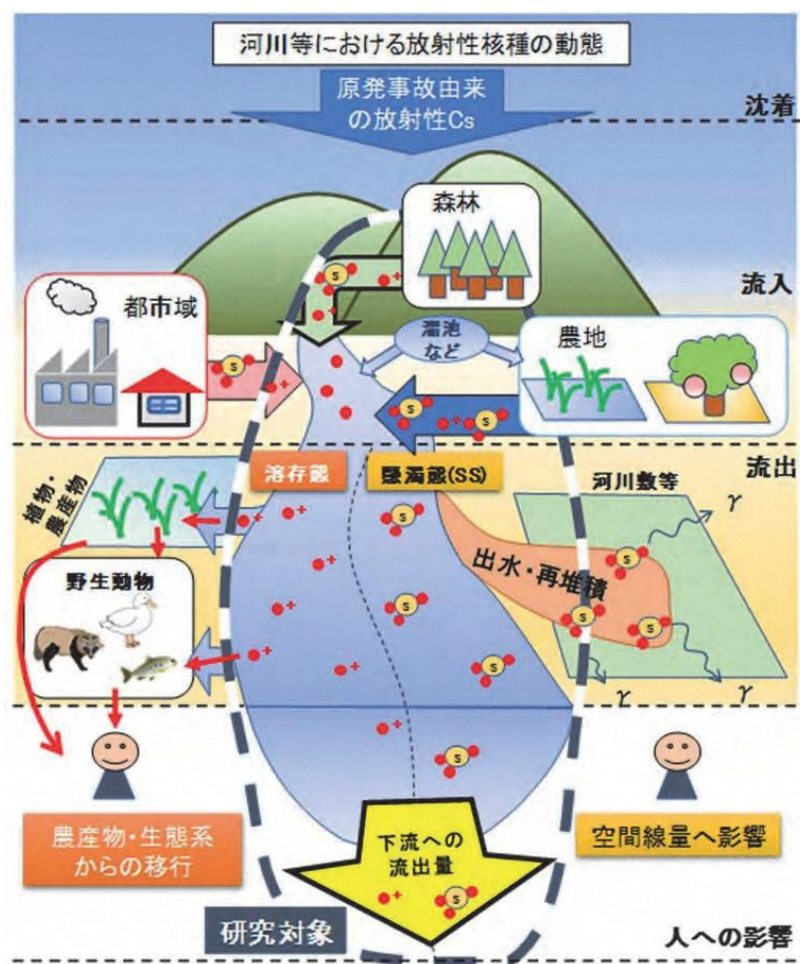 河川等における放射性核種の動態
原発事故由来
の放射性Cs
沈着
森林
S
流入
都市域
溜池
など
農地
S
S
S
流出
溶存態
懸濁態(SS)
河川敷等
植物・
農産物
γ
S
出水・再堆積
S
野生動物
S
S
S
S
γ
γ
S
農産物・生態系
からの移行
下流への
流出量
空間線量へ影響
S
研究対象
人への影響